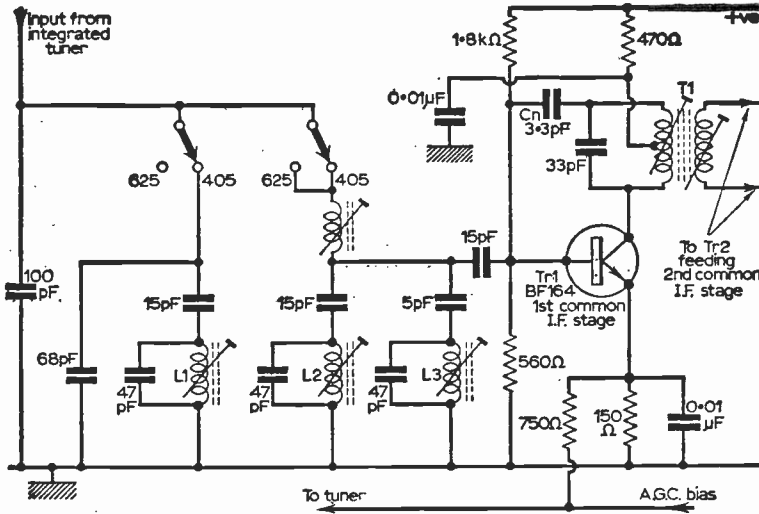 Input from
integrated
tuner
1·8kΩ
470Ω
+ve
0·01µF
Cn
3·3pF
T1
33pF
625
405
625
405
15pF
To Tr2
feeding
2nd common
I.F. stage
Tr1
BF164
1st common
I.F. stage
100
pF
15pF
15pF
5pF
68pF
L1
L2
L3
47
pF
47
pF
47
pF
560Ω
750Ω
150
Ω
0·01
µF
To tuner
A.G.C. bias